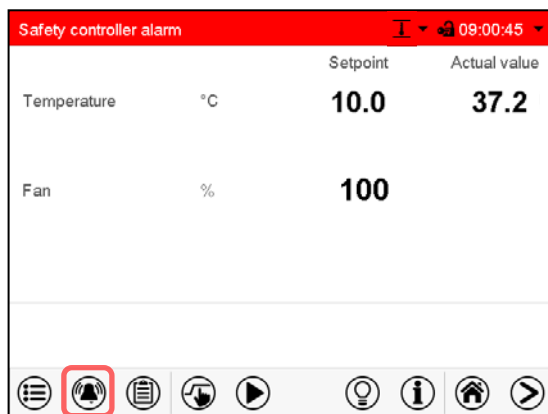 Safety controller alarm 09:00:45
Setpoint Actual value
Temperature °C 10.0 37.2
Fan % 100